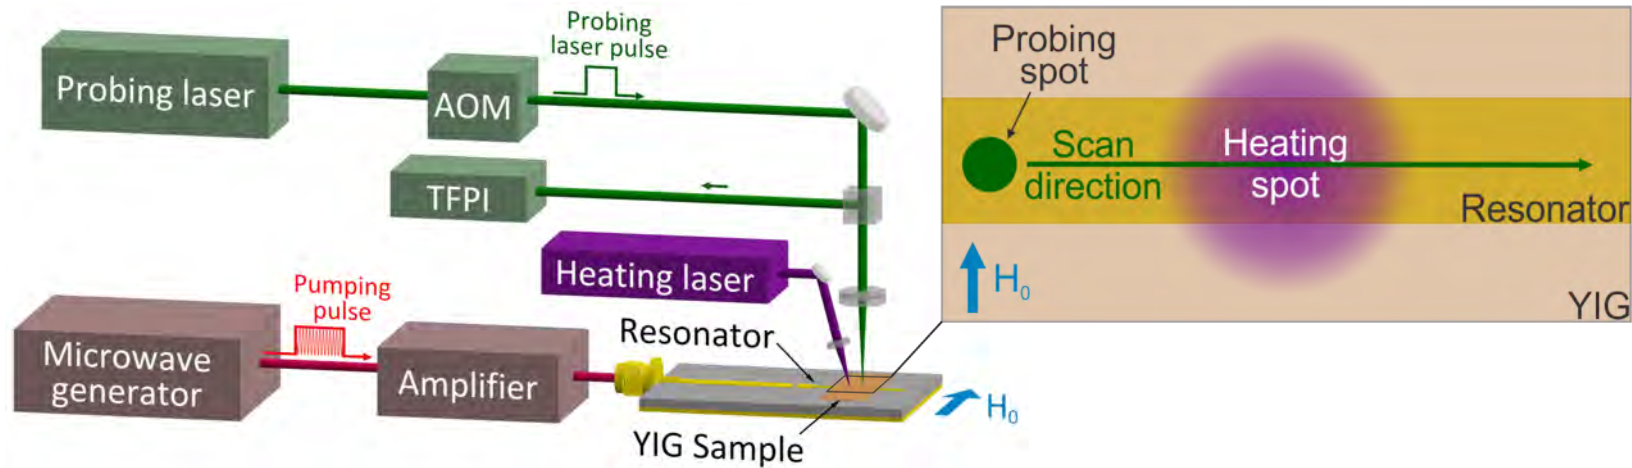 Probing laser
AOM
Probing
laser pulse
TFPI
Heating laser
Microwave
generator
Pumping
pulse
Amplifier
Resonator
YIG Sample
H₀
Probing
spot
Scan
direction
Heating
spot
Resonator
H₀
YIG